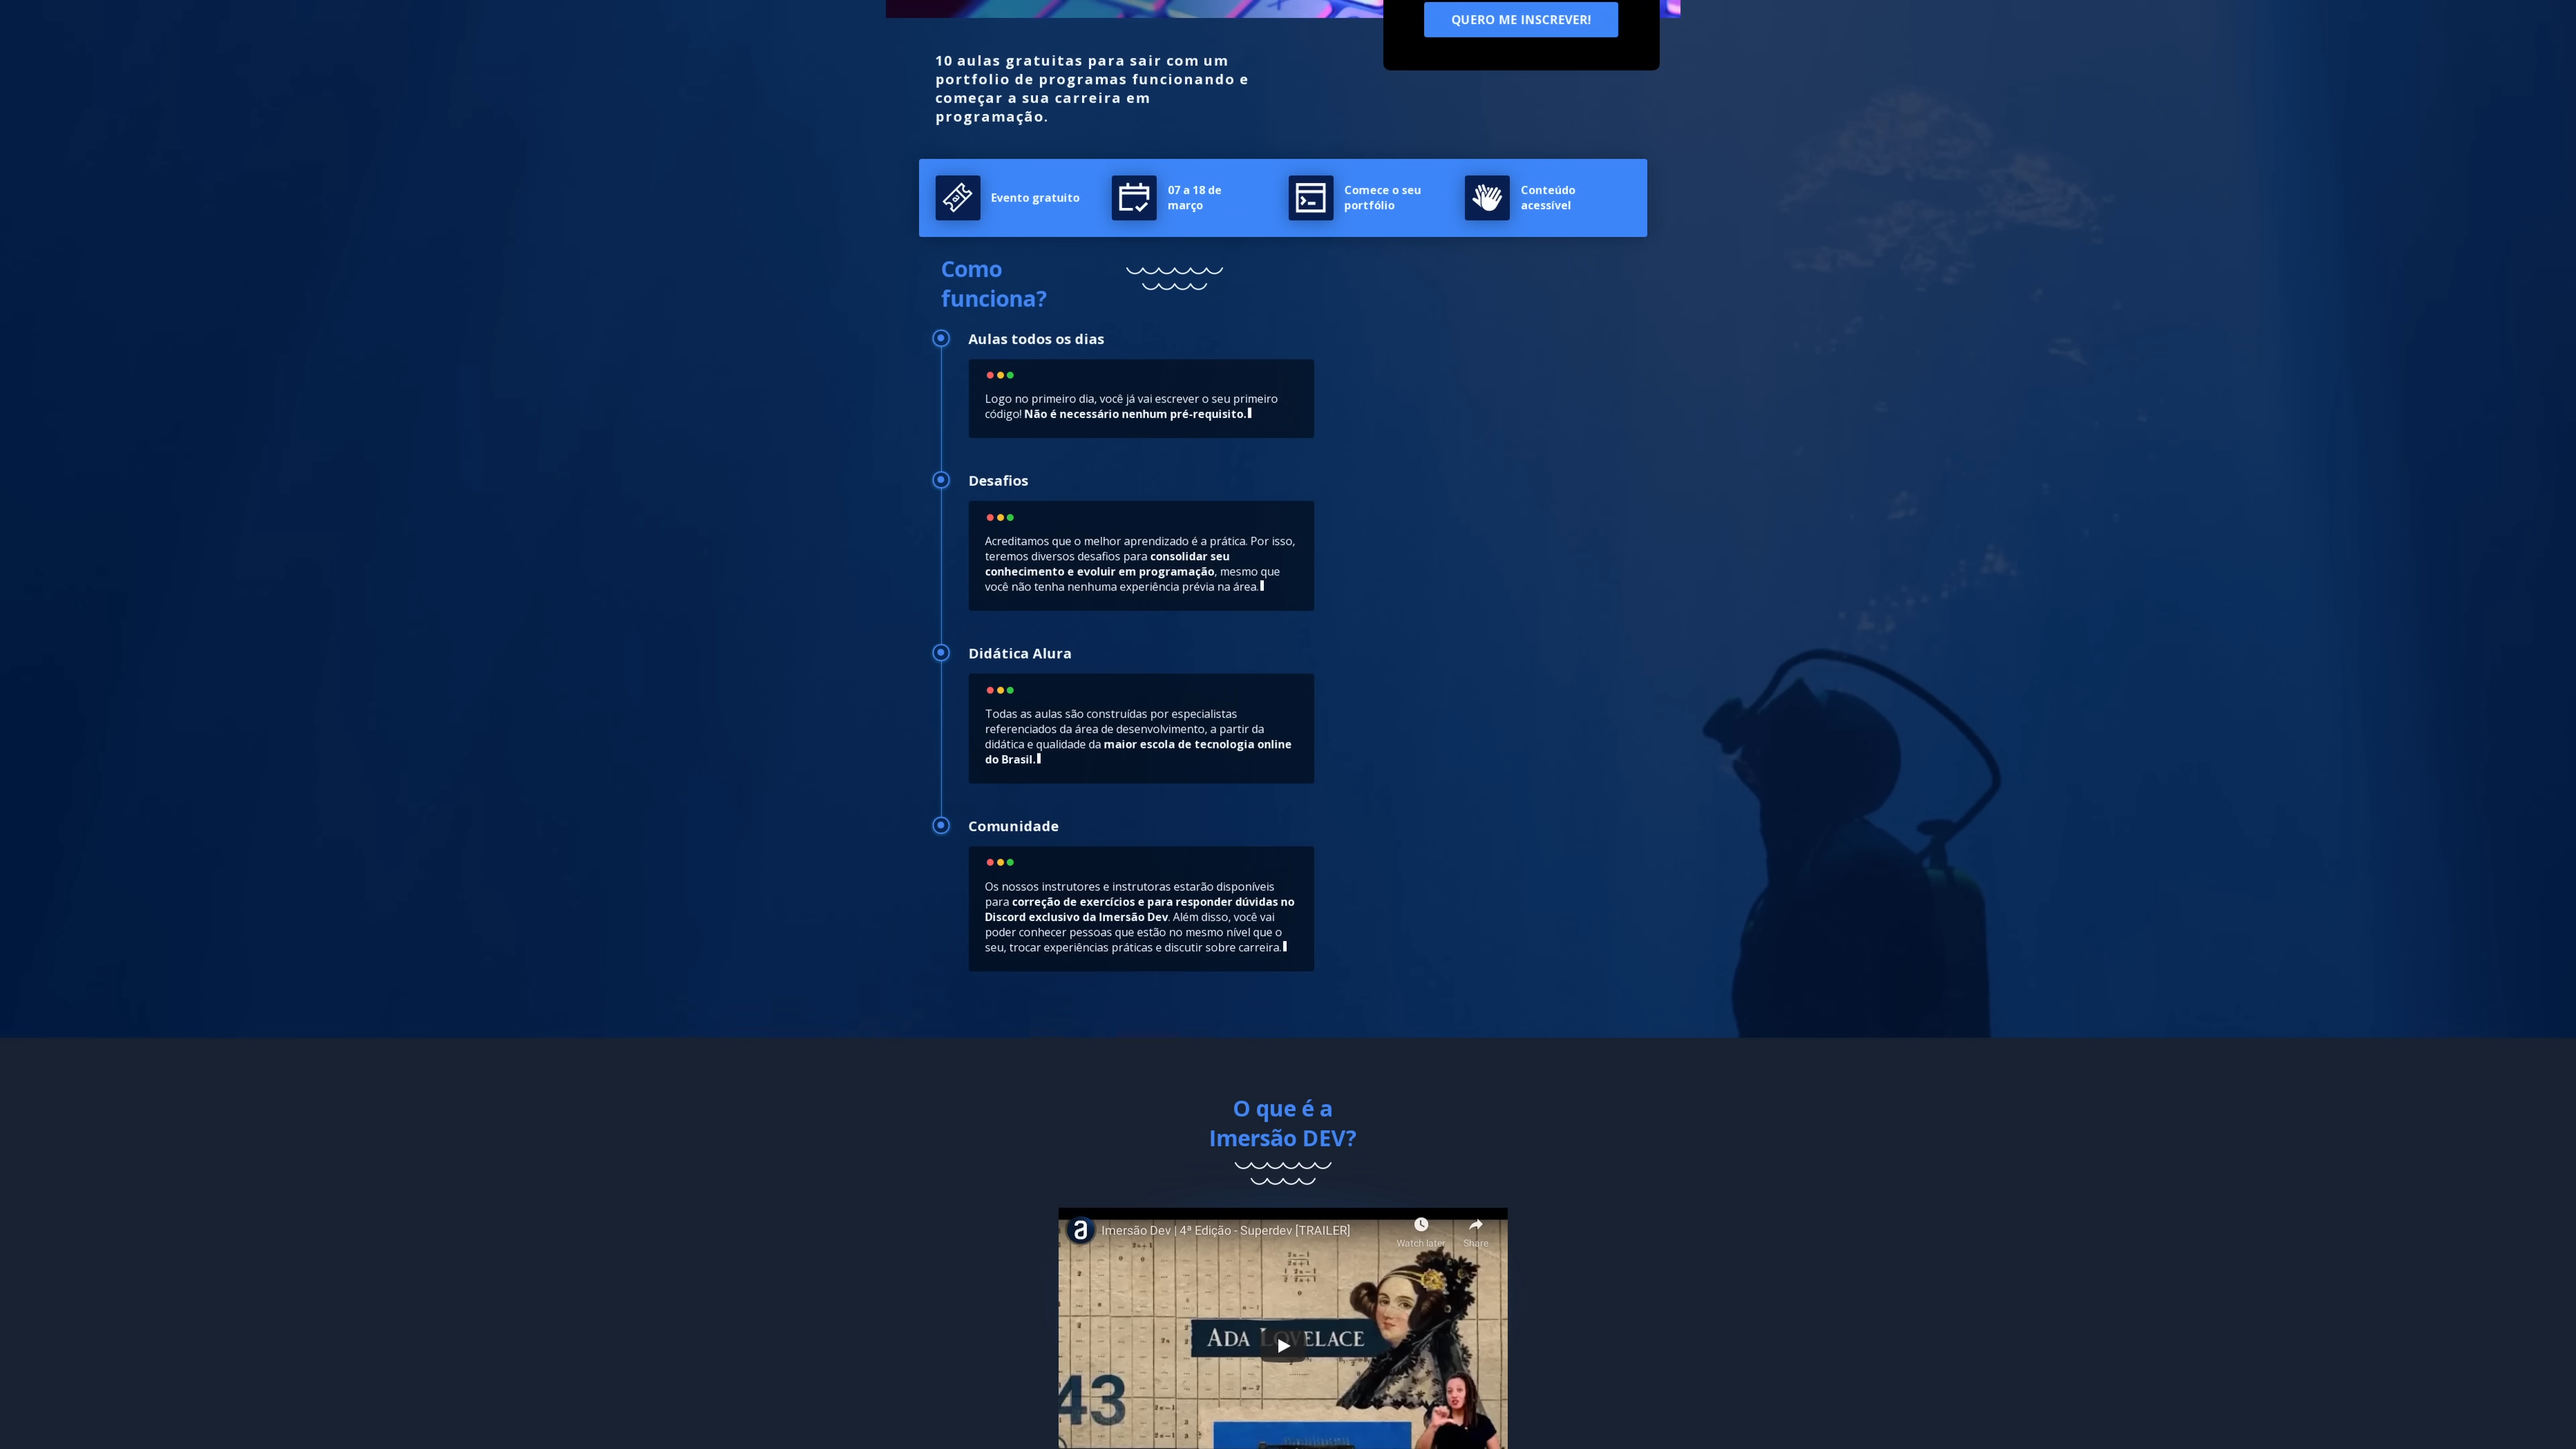 QUERO ME INSCREVER!
10 aulas gratuitas para sair com um
portfolio de programas funcionando e
começar a sua carreira em
programação.
Evento gratuito
07 a 18 de
março
Comece o seu
portfólio
Conteúdo
acessível
Como
funciona?
Aulas todos os dias
Logo no primeiro dia, você já vai escrever o seu primeiro
código! Não é necessário nenhum pré-requisito.
Desafios
Acreditamos que o melhor aprendizado é a prática. Por isso,
teremos diversos desafios para consolidar seu
conhecimento e evoluir em programação, mesmo que
você não tenha nenhuma experiência prévia na área.
Didática Alura
Todas as aulas são construídas por especialistas
referenciados da área de desenvolvimento, a partir da
didática e qualidade da maior escola de tecnologia online
do Brasil.
Comunidade
Os nossos instrutores e instrutoras estarão disponíveis
para correção de exercícios e para responder dúvidas no
Discord exclusivo da Imersão Dev. Além disso, você vai
poder conhecer pessoas que estão no mesmo nível que o
seu, trocar experiências práticas e discutir sobre carreira.
O que é a
Imersão DEV?
a
Imersão Dev | 4ª Edição - Superdev [TRAILER]
Watch later
Share
ADA LOVELACE
43